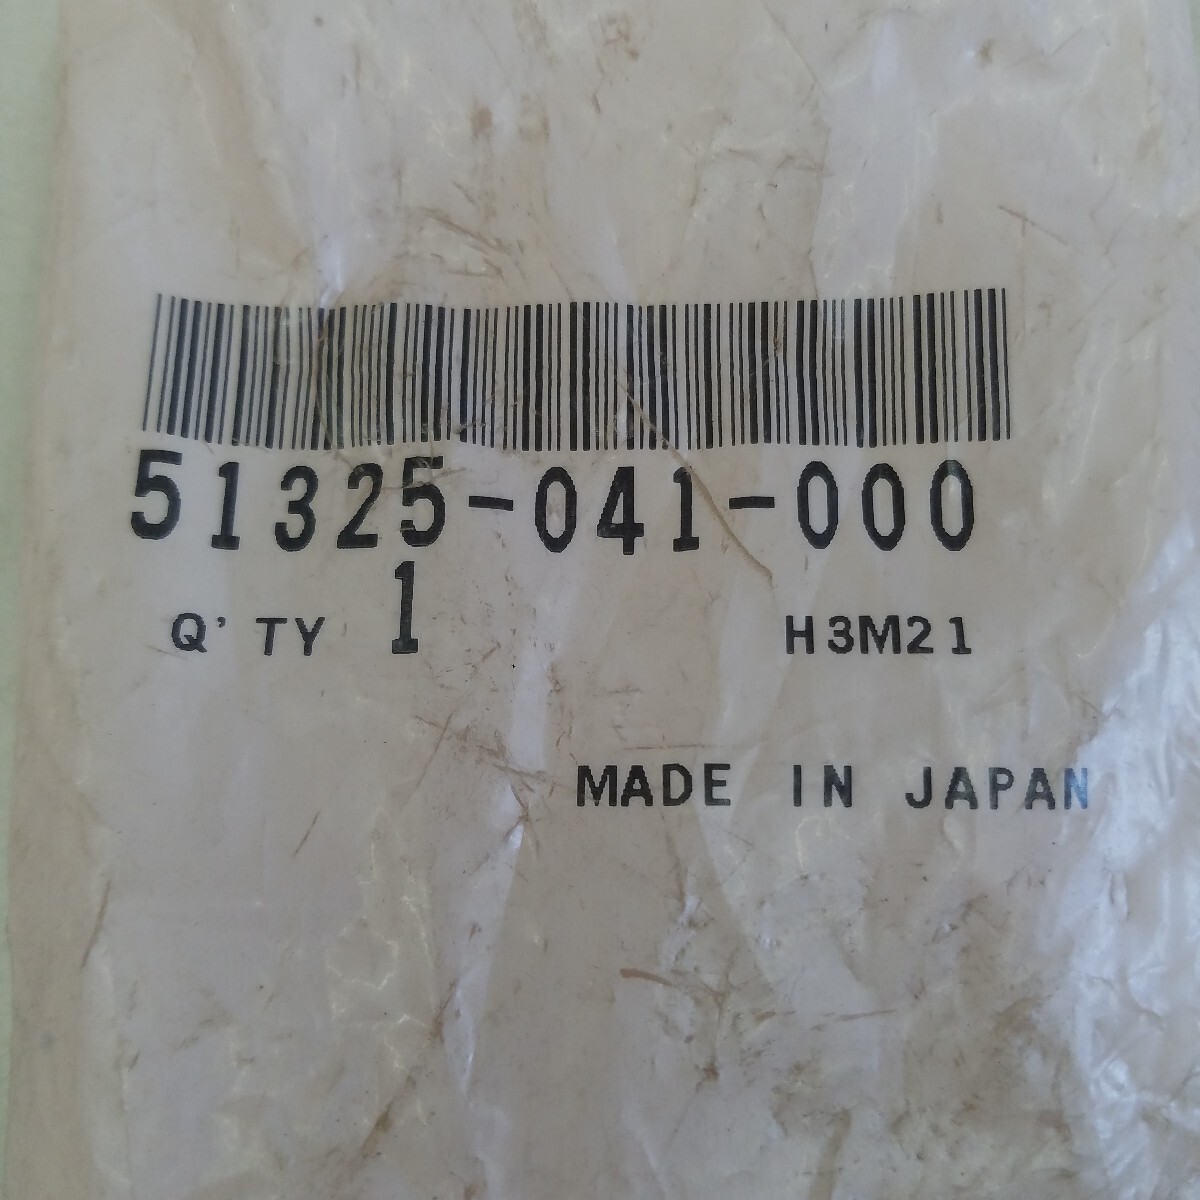 51325-041-000
Q'TY 1 H3M21
MADE IN JAPAN